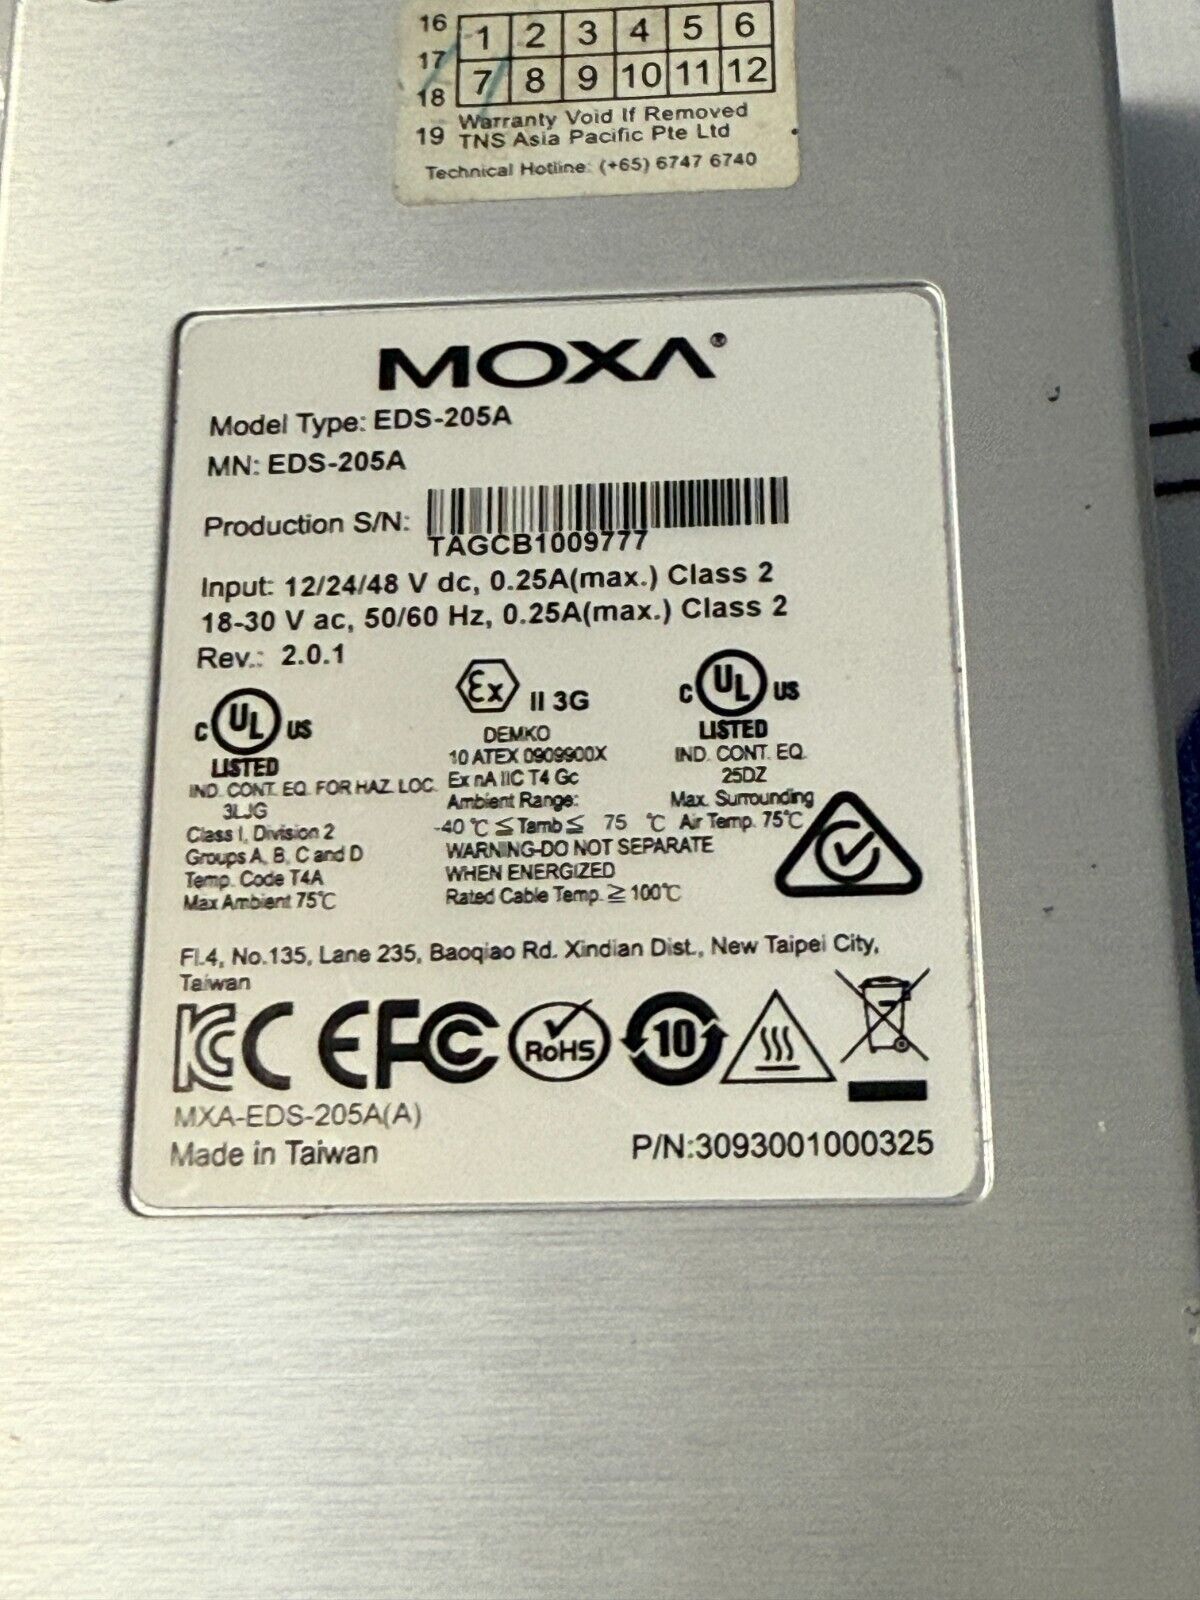 16 1 2 3 4 5 6
17
18 7 8 9 10 11 12
Warranty Void If Removed
19 TNS Asia Pacific Pte Ltd
Technical Hotline: (+65) 6747 6740
MOXA®
Model Type: EDS-205A
MN: EDS-205A
Production S/N:
TAGCB1009777
Input: 12/24/48 V dc, 0.25A(max.) Class 2
18-30 V ac, 50/60 Hz, 0.25A(max.) Class 2
Rev.: 2.0.1
C UL US
LISTED
IND. CONT. EQ. FOR HAZ. LOC.
3LJG
Class I, Division 2
Groups A, B, C and D
Temp. Code T4A
Max Ambient 75℃
Ex II 3G
DEMKO
10 ATEX 0909900X
Ex nA IIC T4 Gc
Ambient Range:
-40 ℃ ≤ Tamb ≤ 75 ℃
WARNING-DO NOT SEPARATE
WHEN ENERGIZED
Rated Cable Temp. ≧ 100℃
C UL US
LISTED
IND. CONT. EQ.
25DZ
Max. Surrounding
Air Temp. 75℃
Fl.4, No.135, Lane 235, Baoqiao Rd. Xindian Dist., New Taipei City,
Taiwan
KC CE FC RoHS 10
MXA-EDS-205A(A)
Made in Taiwan
P/N:3093001000325